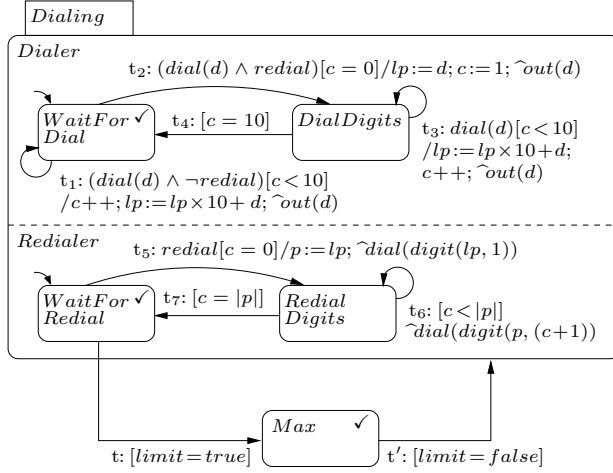 Dialing
Dialer
t₂: (dial(d) ∧ redial)[c = 0]/lp:=d; c:=1; ^out(d)
WaitFor ✓
Dial
t₄: [c = 10]
DialDigits
t₃: dial(d)[c<10]
/lp:=lp×10+d;
c++; ^out(d)
t₁: (dial(d) ∧ ¬redial)[c<10]
/c++; lp:=lp×10+ d; ^out(d)
Redialer
t₅: redial[c = 0]/p:=lp; ^dial(digit(lp, 1))
WaitFor ✓
Redial
t₇: [c = |p|]
Redial
Digits
t₆: [c<|p|]
^dial(digit(p, (c+1))
Max ✓
t: [limit=true]
t′: [limit=false]